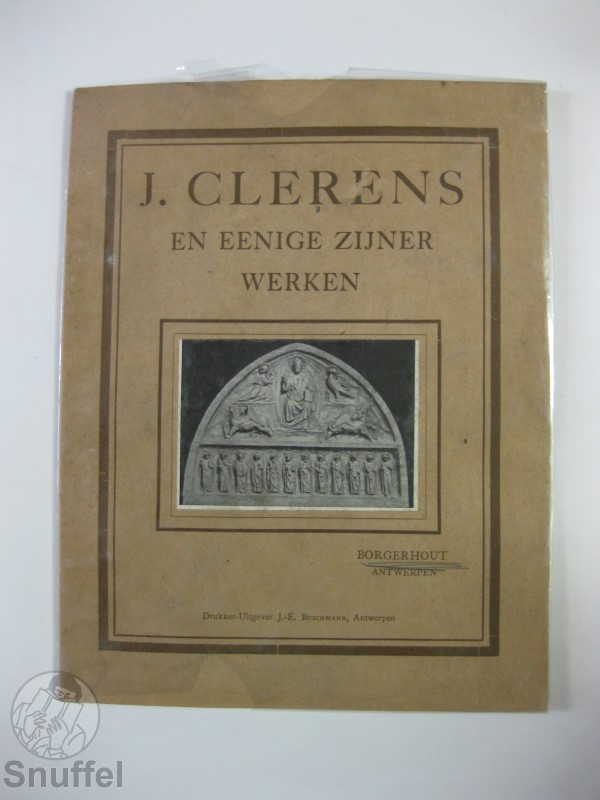 J. CLERENS
EN EENIGE ZIJNER
WERKEN
BORGERHOUT
ANTWERPEN
Drukker-Uitgever J.-E. BUSCHMANN, Antwerpen
Snuffel